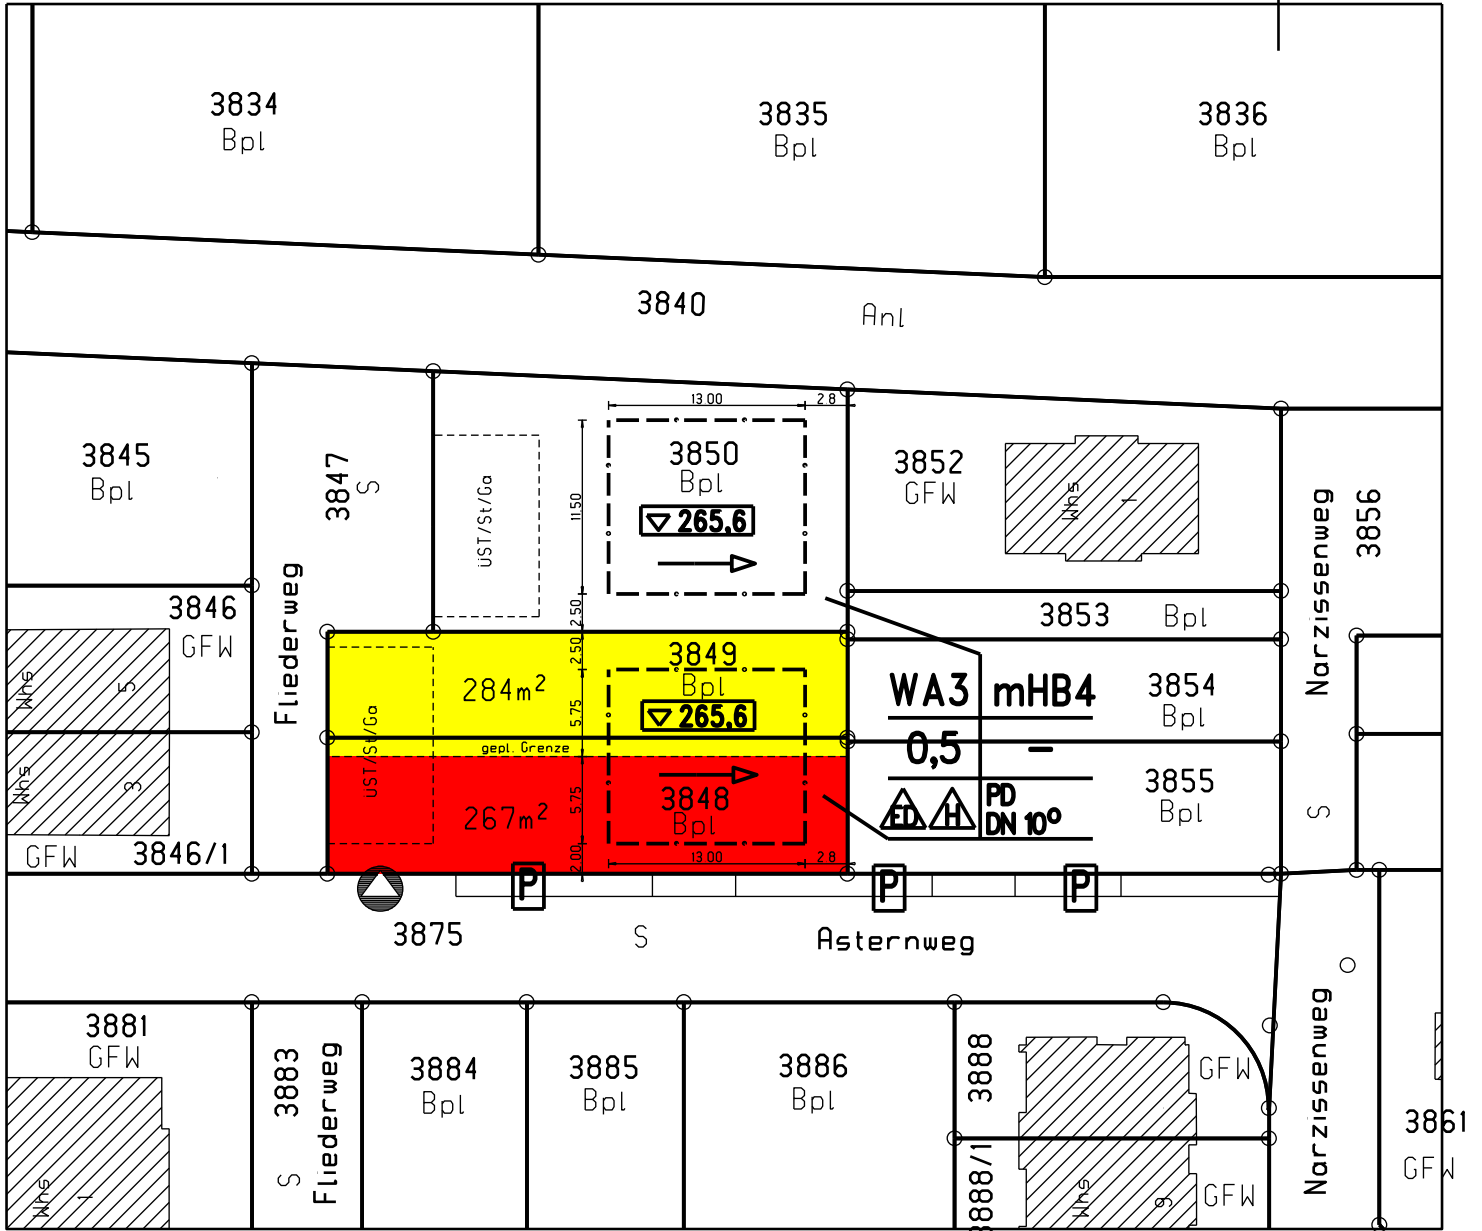 3834
Bpl
3835
Bpl
3836
Bpl
3840
Anl
13.00
2.8
3845
Bpl
3847
S
ÜST/St/Ga
11.50
3850
Bpl
265,6
3852
GFW
Whs
1
Narzissenweg
3856
3846
GFW
Fliederweg
2.50
3853
Bpl
Whs
5
2.50
3849
Bpl
284m²
5.75
265,6
WA3
mHB4
3854
Bpl
ÜST/St/Ga
gepl. Grenze
0,5
–
Whs
3
267m²
5.75
3848
Bpl
ED
H
PD
DN 10°
3855
Bpl
S
GFW
3846/1
2.00
13.00
2.8
P
P
P
3875
S
Asternweg
3881
GFW
3883
S
Fliederweg
3884
Bpl
3885
Bpl
3886
Bpl
3888
GFW
Narzissenweg
3861
GFW
Whs
1
3888/1
Whs
9
GFW